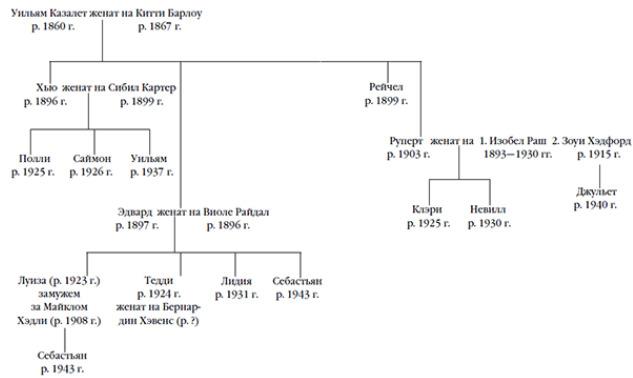 Уильям Казалет женат на Китти Барлоу
р. 1860 г. р. 1867 г.
Хью женат на Сибил Картер
р. 1896 г. р. 1899 г.
Рейчел
р. 1899 г.
Руперт женат на 1. Изобел Раш 2. Зоуи Хэдфорд
р. 1903 г. 1893—1930 гг. р. 1915 г.
Полли Саймон Уильям
р. 1925 г. р. 1926 г. р. 1937 г.
Джульет
р. 1940 г.
Клэри Невилл
р. 1925 г. р. 1930 г.
Эдвард женат на Виоле Райдал
р. 1897 г. р. 1896 г.
Луиза (р. 1923 г.) Тедди Лидия Себастьян
замужем р. 1924 г. р. 1931 г. р. 1943 г.
за Майклом женат на Бернар-
Хэдли (р. 1908 г.) дин Хэвенс (р. ?)
Себастьян
р. 1943 г.